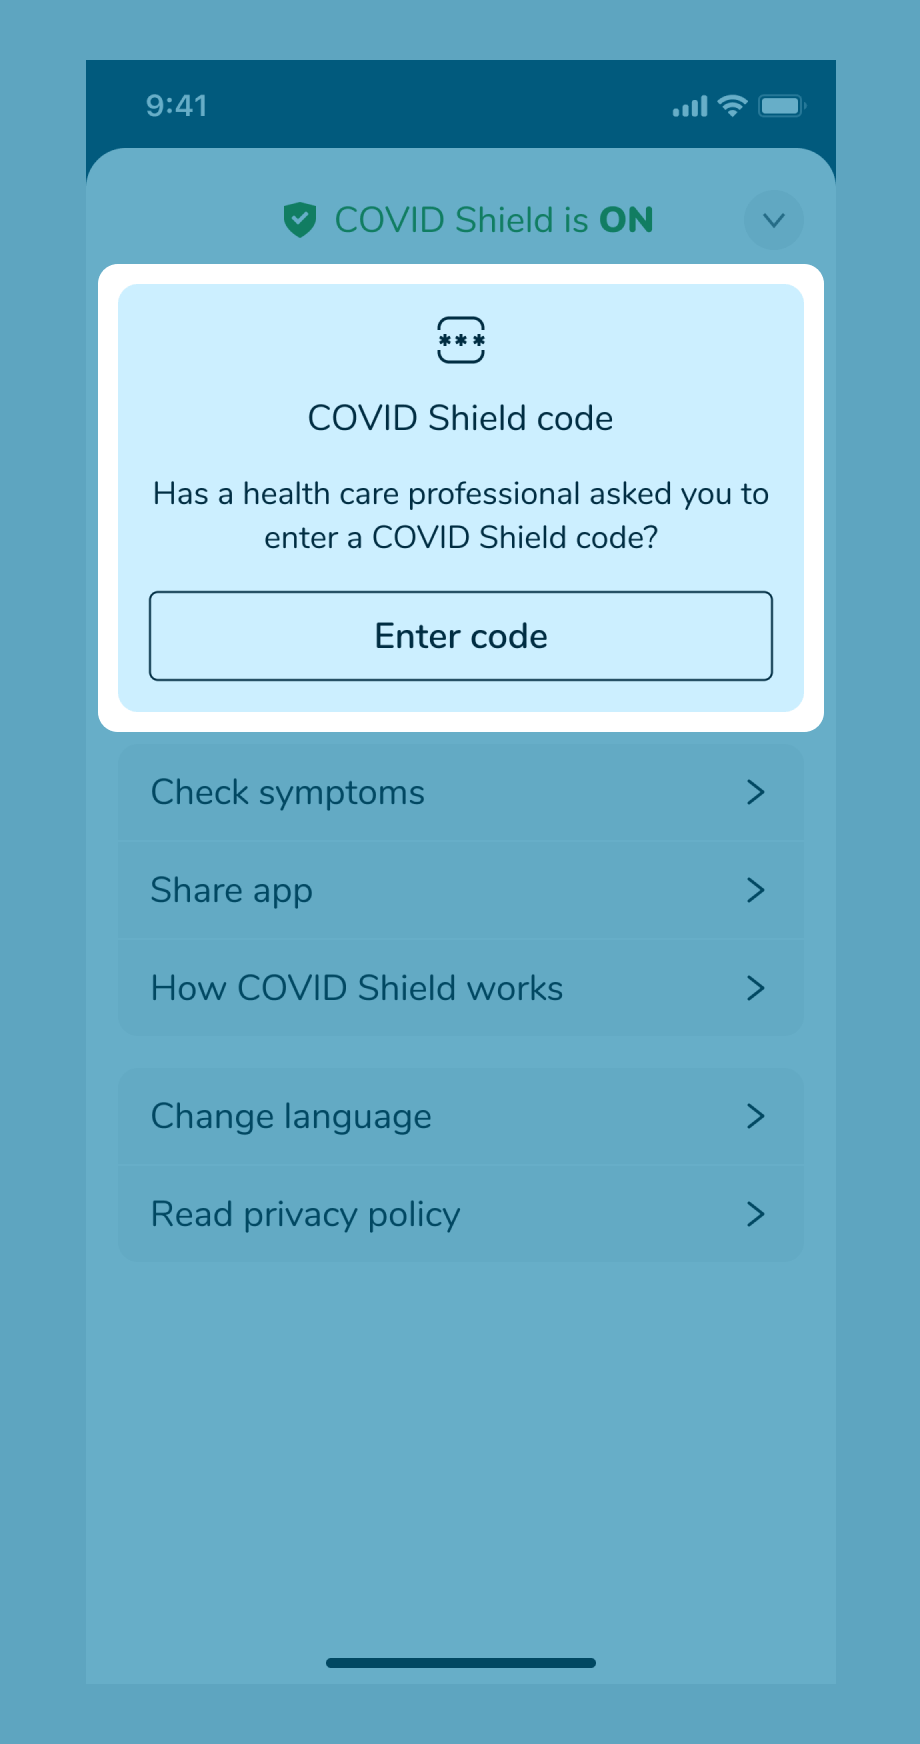 9:41
COVID Shield is ON
***
COVID Shield code
Has a health care professional asked you to
enter a COVID Shield code?
Enter code
Check symptoms
Share app
How COVID Shield works
Change language
Read privacy policy